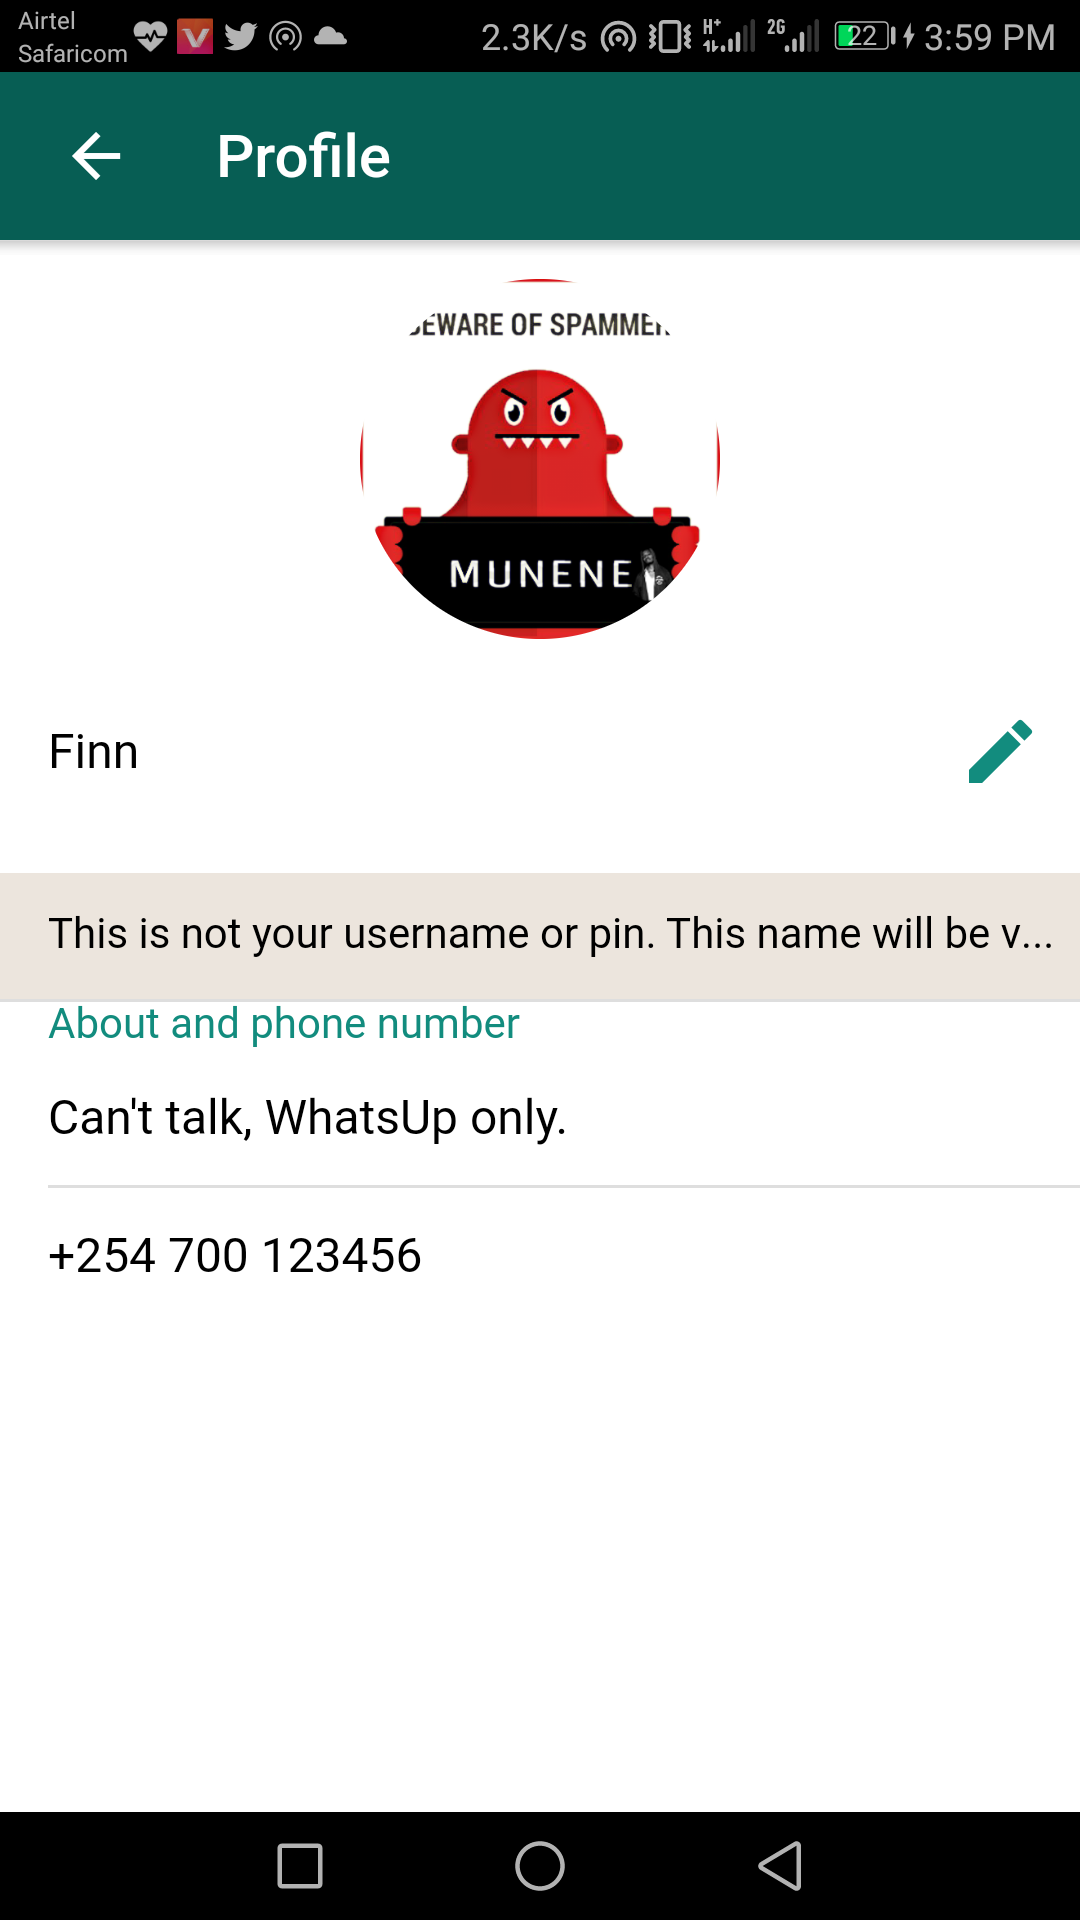 Airtel
Safaricom
2.3K/s
H+
2G
22
3:59 PM
Profile
BEWARE OF SPAMMER
MUNENE
Finn
This is not your username or pin. This name will be v...
About and phone number
Can't talk, WhatsUp only.
+254 700 123456